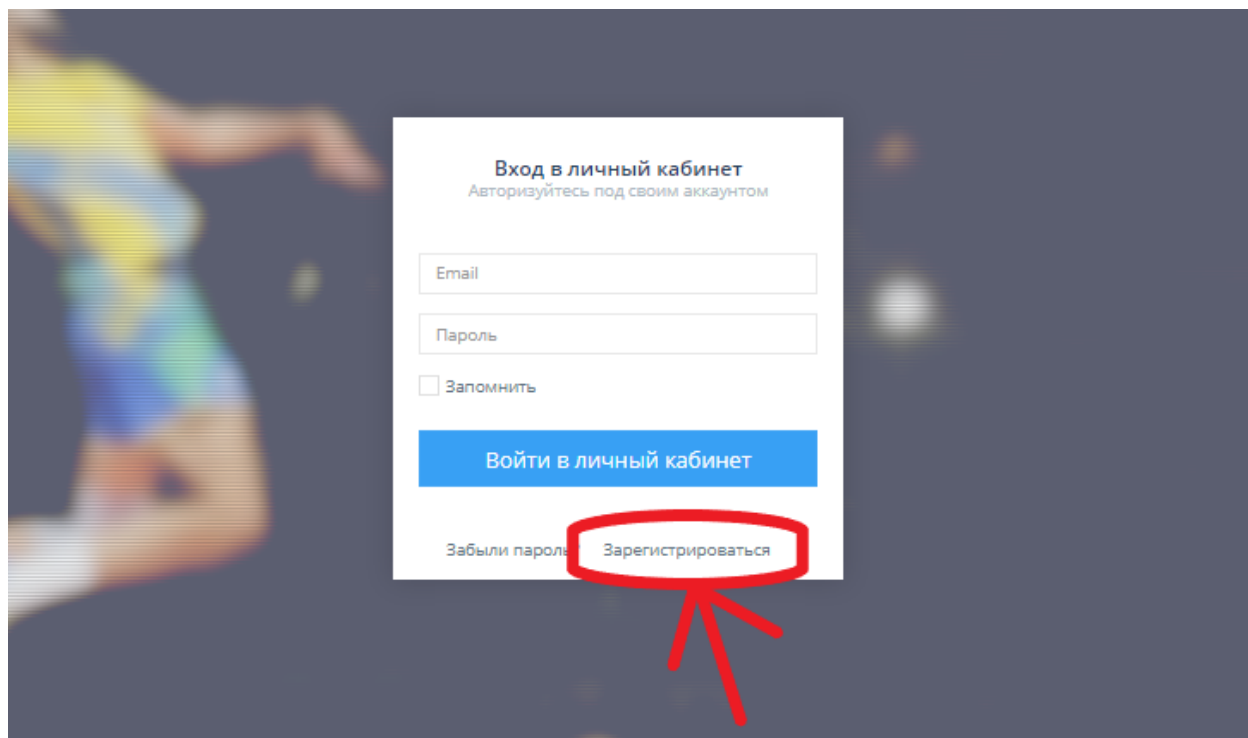 Вход в личный кабинет
Авторизуйтесь под своим аккаунтом
Email
Пароль
Запомнить
Войти в личный кабинет
Забыли пароль? Зарегистрироваться